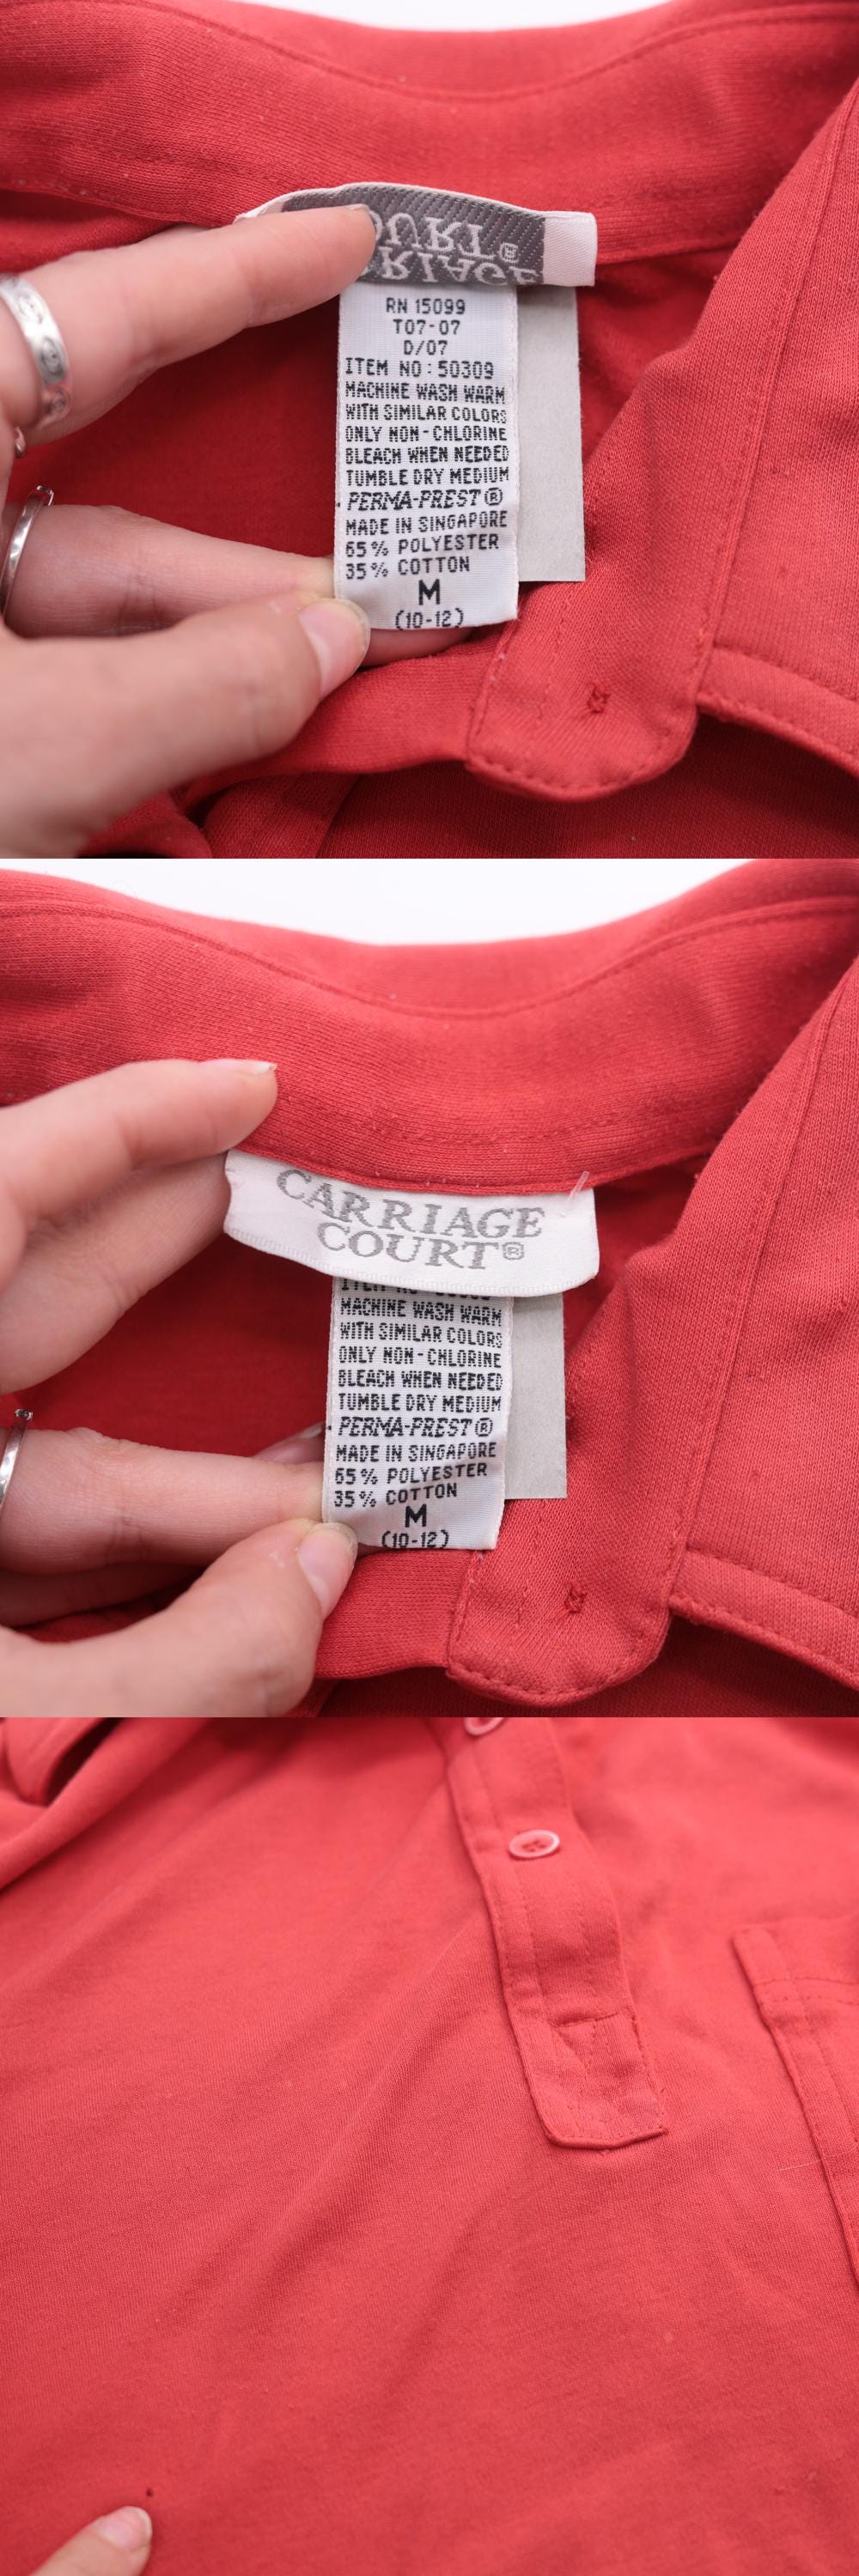 COURT
CARRIAGE®
RN 15099
T07-07
D/07
ITEM NO: 50309
MACHINE WASH WARM
WITH SIMILAR COLORS
ONLY NON-CHLORINE
BLEACH WHEN NEEDED
TUMBLE DRY MEDIUM
PERMA-PREST®
MADE IN SINGAPORE
65% POLYESTER
35% COTTON
M
(10-12)
CARRIAGE
COURT®
MACHINE WASH WARM
WITH SIMILAR COLORS
ONLY NON-CHLORINE
BLEACH WHEN NEEDED
TUMBLE DRY MEDIUM
PERMA-PREST®
MADE IN SINGAPORE
65% POLYESTER
35% COTTON
M
(10-12)